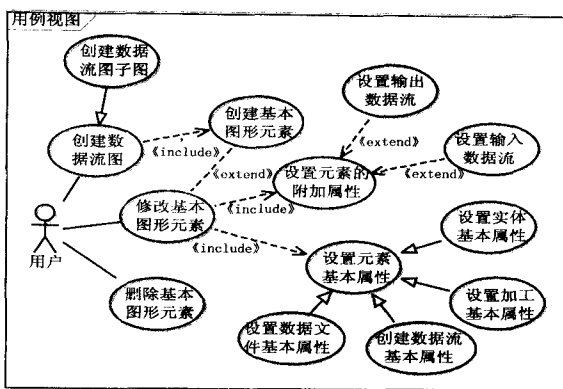 用例视图
创建数据
流图子图
设置输出
数据流
创建基本
图形元素
创建数
据流图
《include》
《extend》
设置输入
数据流
《extend》
设置元素的
附加属性
《extend》
修改基本
图形元素
《include》
用户
《include》
设置实体
基本属性
设置元素
基本属性
删除基本
图形元素
设置加工
基本属性
设置数据文
件基本属性
创建数据流
基本属性